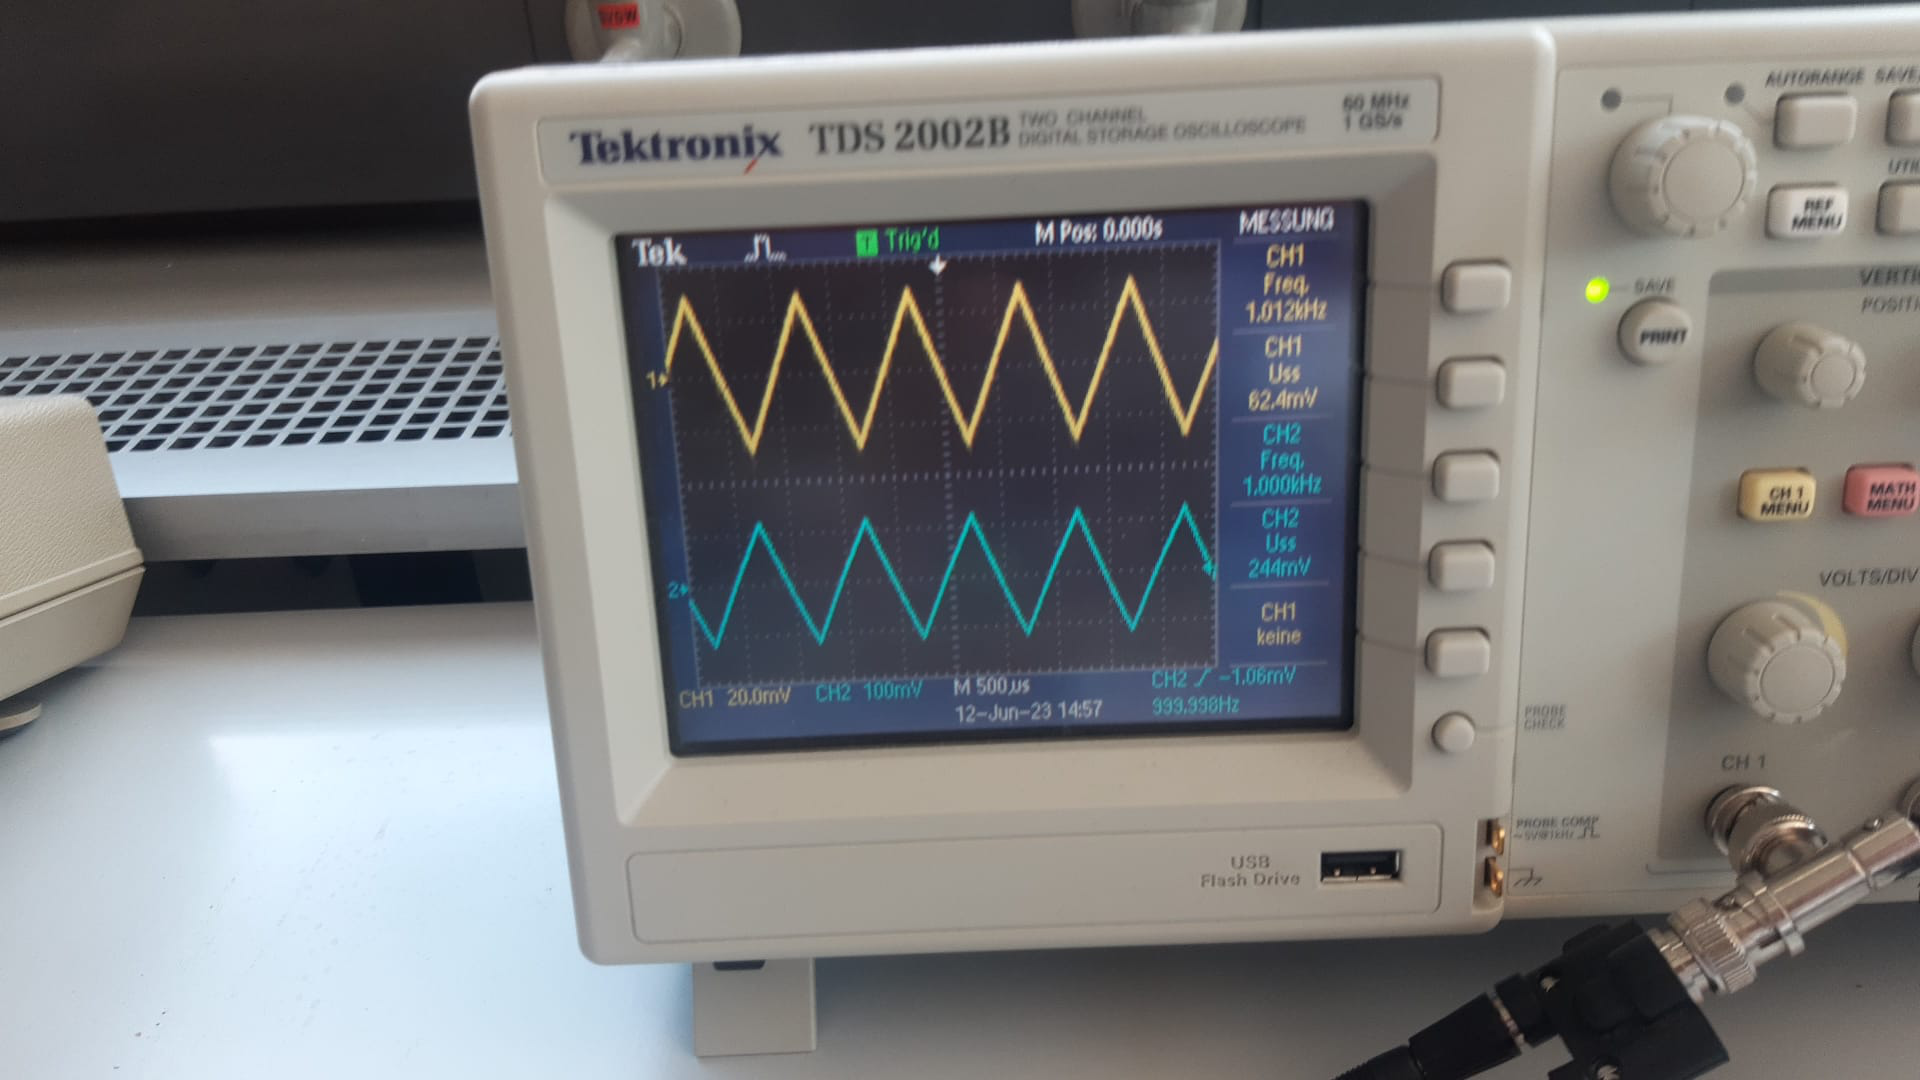 Tektronix TDS 2002B
TWO CHANNEL
DIGITAL STORAGE OSCILLOSCOPE
60 MHz
1 GS/s
Tek
T Trig'd
M Pos: 0.000s
MESSUNG
CH1
Freq.
1.012kHz
CH1
Uss
62.4mV
CH2
Freq.
1.000kHz
CH2
Uss
244mV
CH1
keine
1
2
CH1 20.0mV
CH2 100mV
M 500µs
CH2 -1.06mV
12-Jun-23 14:57
999.998Hz
AUTORANGE
SAVE
REF
MENU
SAVE
PRINT
CH 1
MENU
MATH
MENU
VOLTS/DIV
CH 1
PROBE
CHECK
PROBE COMP
~5V@1kHz
USB
Flash Drive